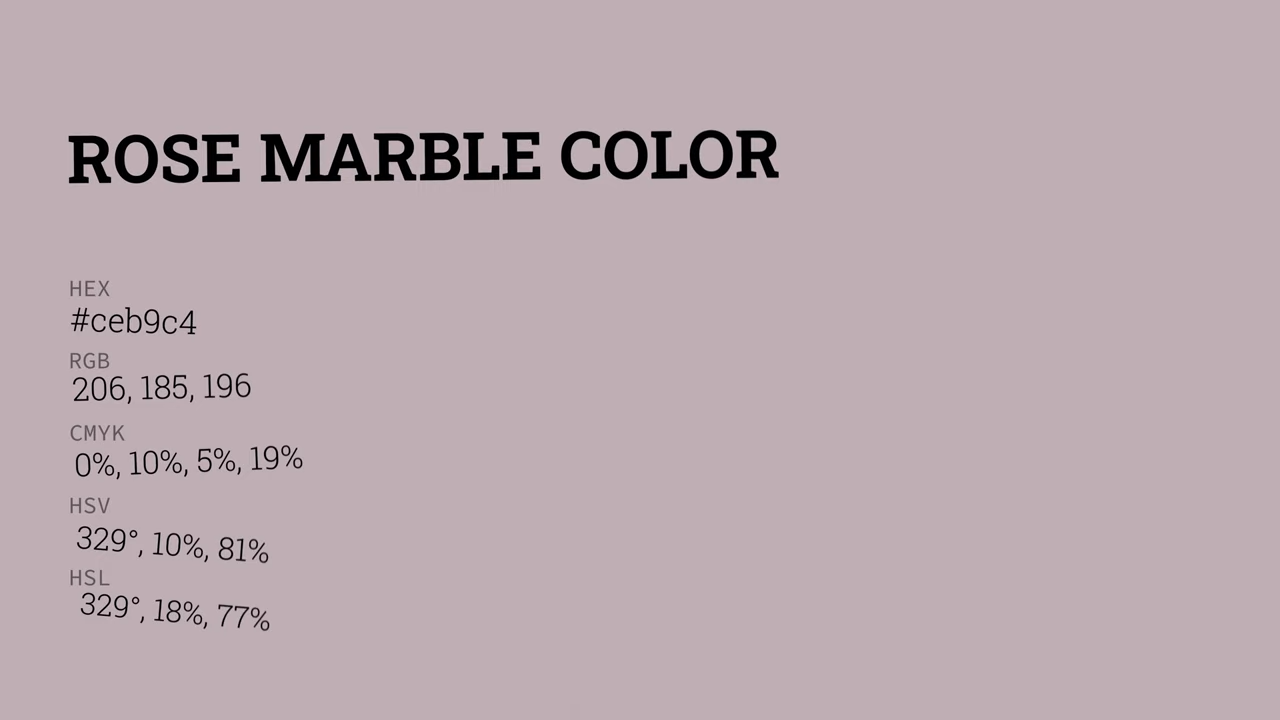 ROSE MARBLE COLOR
HEX
#ceb9c4
RGB
206, 185, 196
CMYK
0%, 10%, 5%, 19%
HSV
329°, 10%, 81%
HSL
329°, 18%, 77%